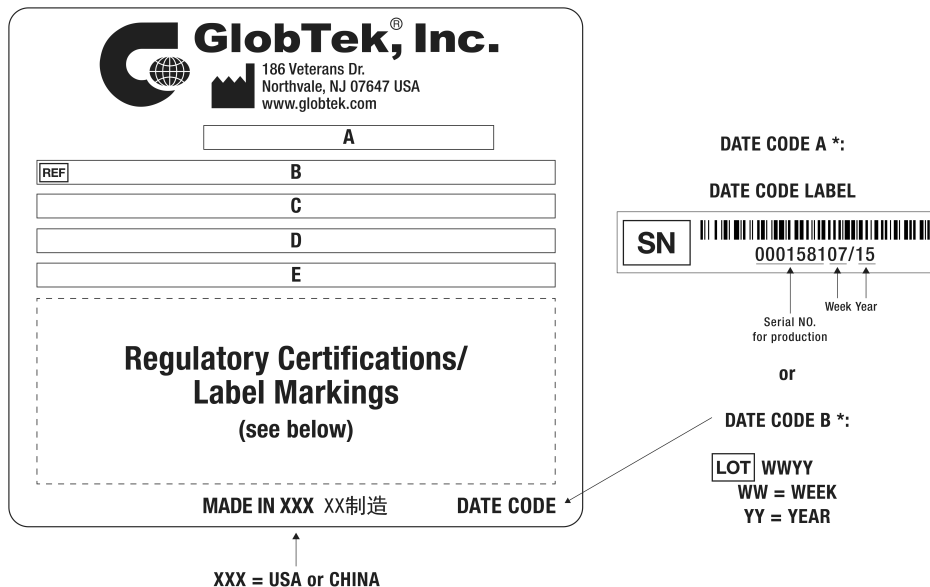 GlobTek,® Inc.
186 Veterans Dr.
Northvale, NJ 07647 USA
www.globtek.com
A
REF B
C
D
E
Regulatory Certifications/
Label Markings
(see below)
MADE IN XXX XX制造 DATE CODE
XXX = USA or CHINA
DATE CODE A *:
DATE CODE LABEL
SN
000158107/15
Week Year
Serial NO.
for production
or
DATE CODE B *:
LOT WWYY
WW = WEEK
YY = YEAR